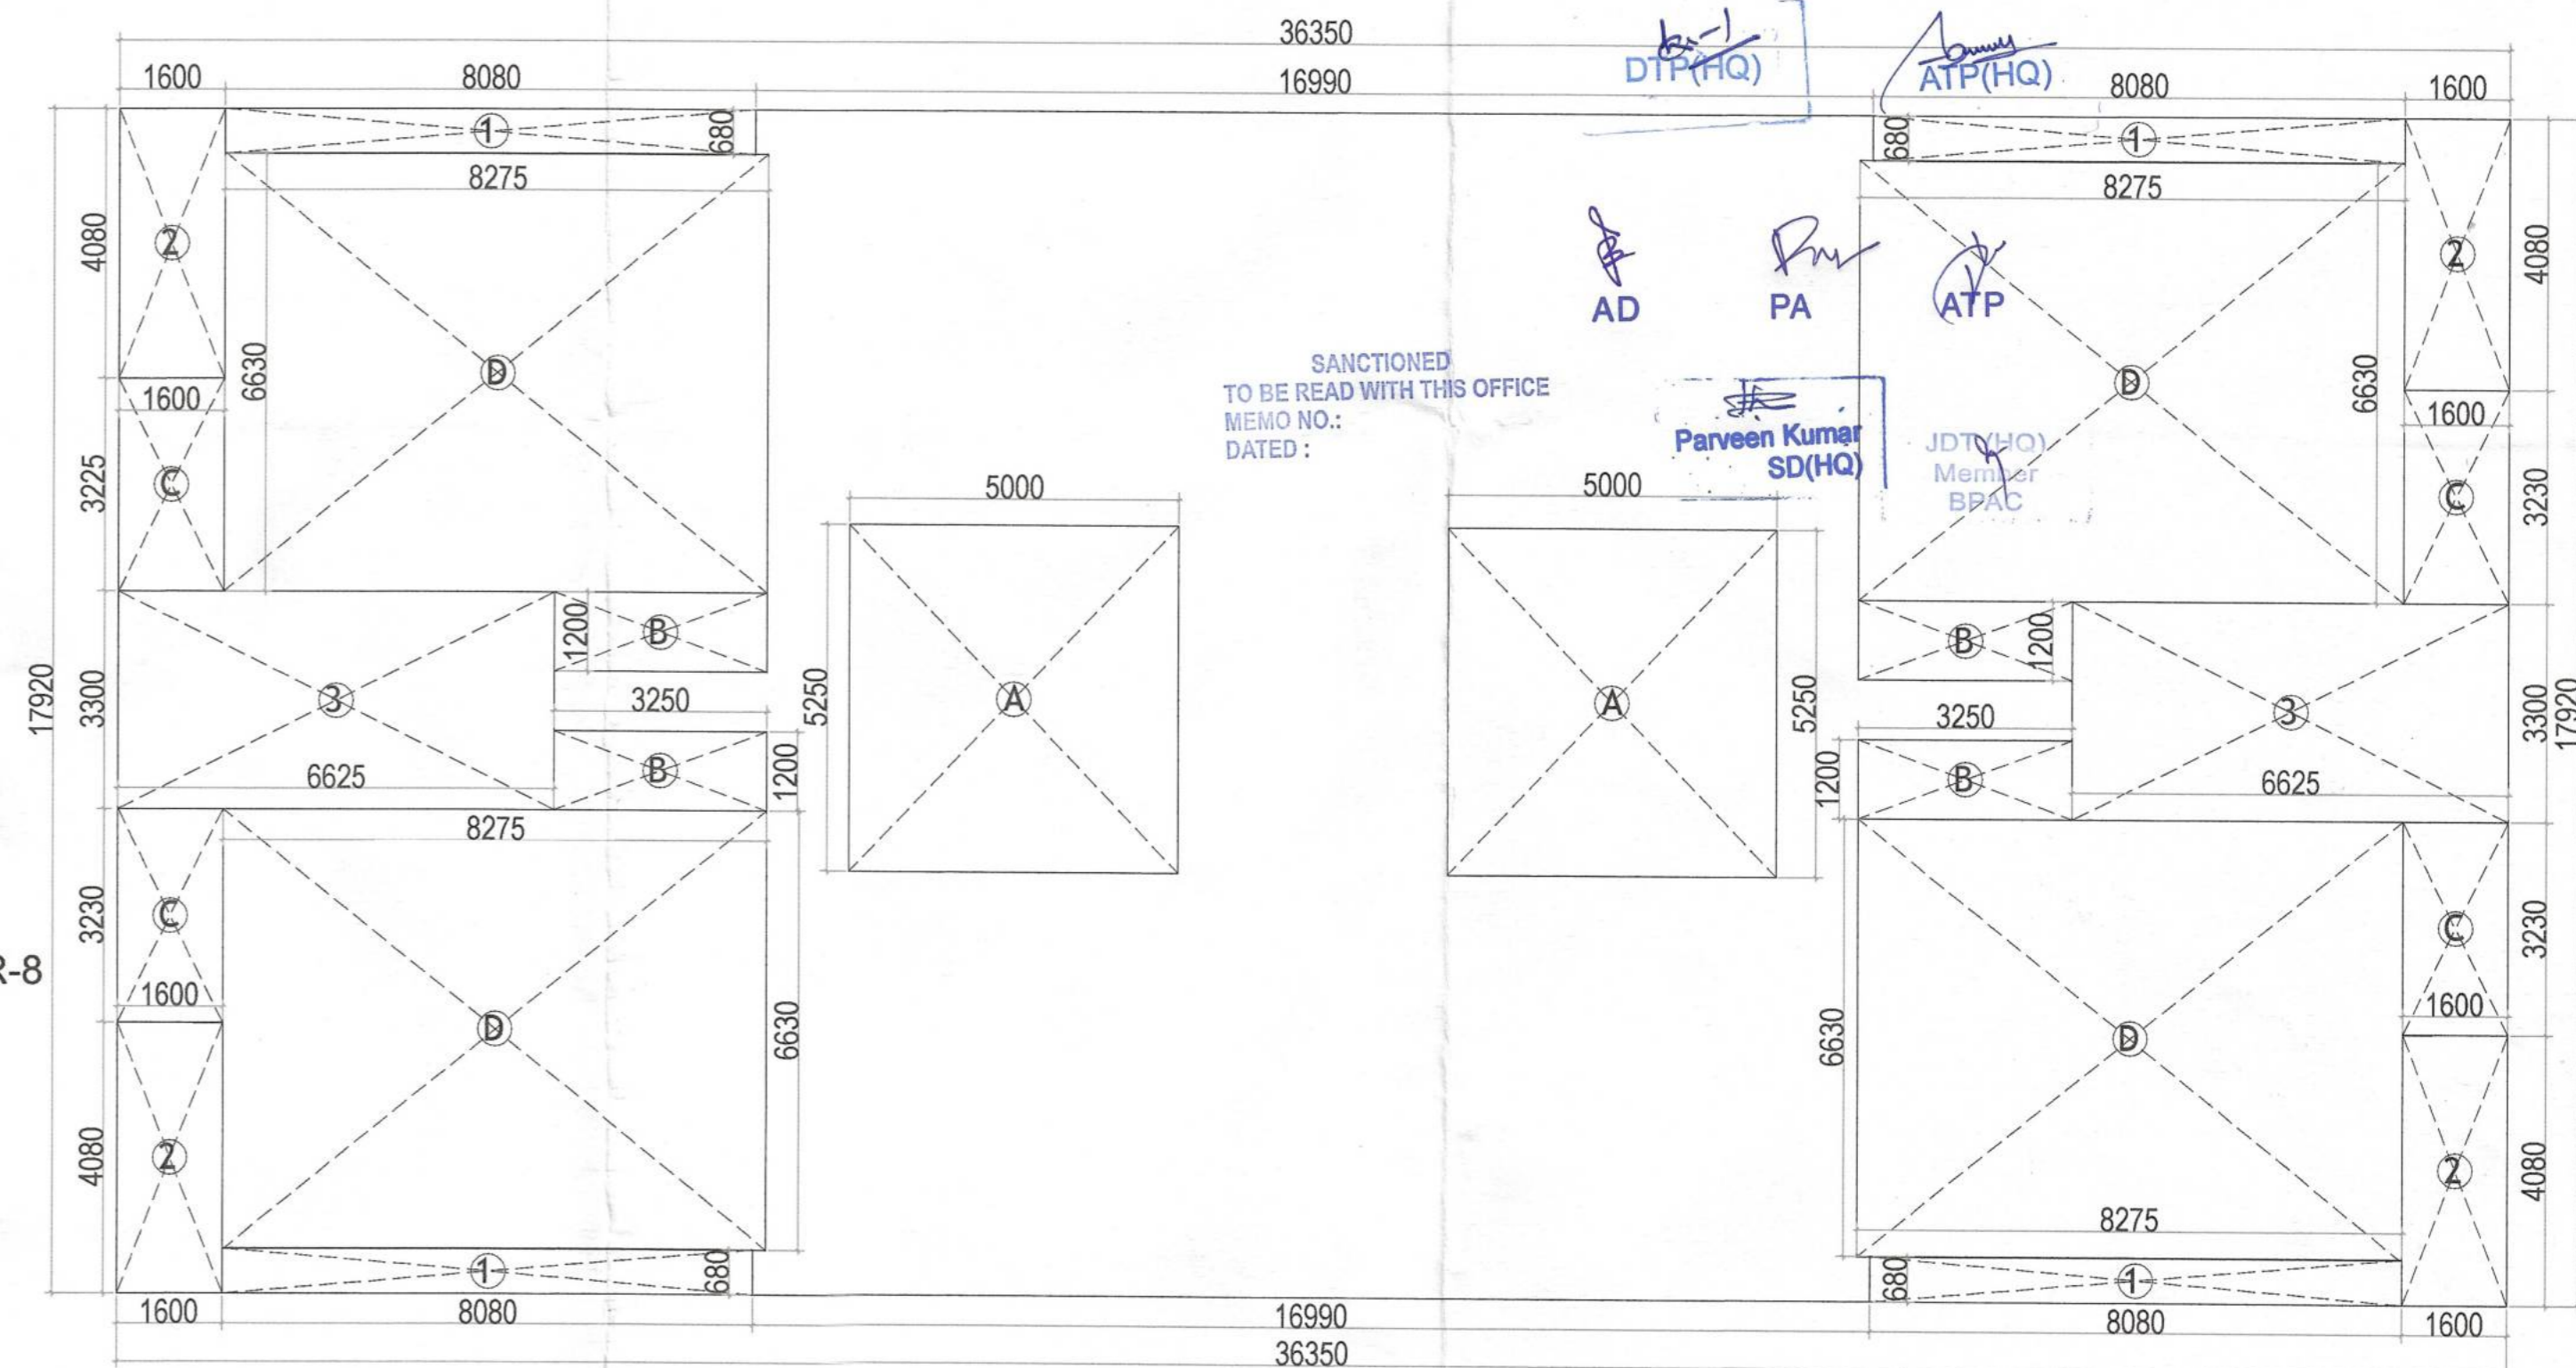 36350
1600 8080 16990 DTP(HQ) ATP(HQ) 8080 1600
1 680 680 1
8275 8275
4080 2 2 4080
AD PA ATP
6630 D D 6630
SANCTIONED
TO BE READ WITH THIS OFFICE
MEMO NO.:
DATED :
Parveen Kumar
SD(HQ)
JDT(HQ)
Member
BPAC
1600 1600
3225 C 5000 5000 C 3230
1200 B B 1200
17920 3300 3 3250 5250 A A 5250 3250 3 3300 17920
6625 B 1200 1200 B 6625
8275
3230 C C 3230
R-8
1600 1600
D 6630 6630 D
4080 2 2 4080
8275
1 680 680 1
1600 8080 16990 8080 1600
36350